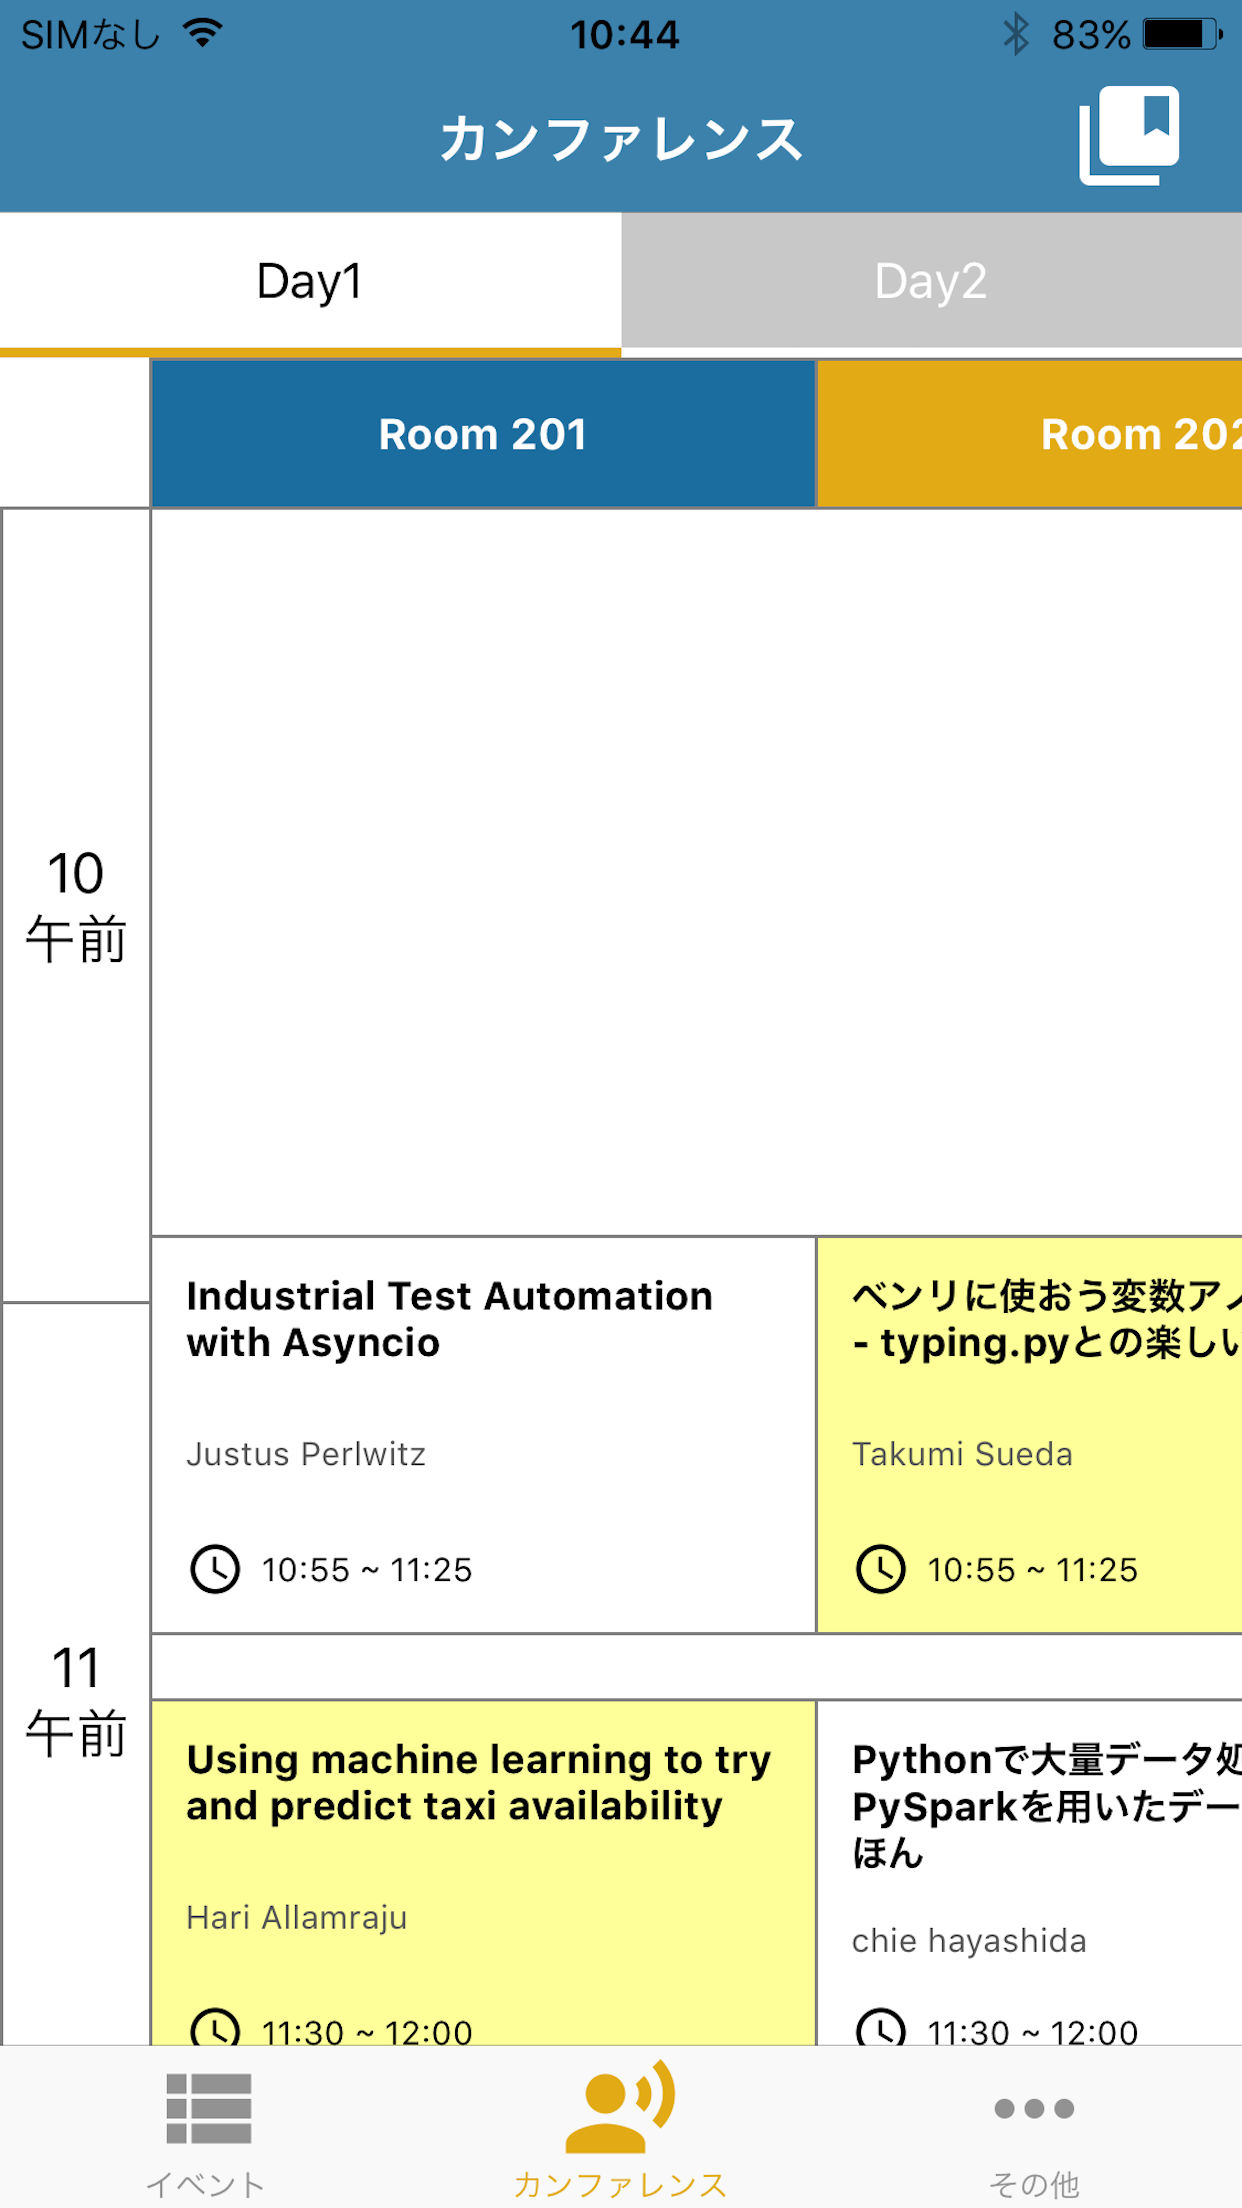 SIMなし 10:44 83%
カンファレンス
Day1 Day2
Room 201 Room 202
10
午前
Industrial Test Automation
with Asyncio
Justus Perlwitz
10:55 ~ 11:25
ベンリに使おう変数アノ
- typing.pyとの楽しい
Takumi Sueda
10:55 ~ 11:25
11
午前
Using machine learning to try
and predict taxi availability
Hari Allamraju
11:30 ~ 12:00
Pythonで大量データ処
PySparkを用いたデー
ほん
chie hayashida
11:30 ~ 12:00
イベント カンファレンス その他